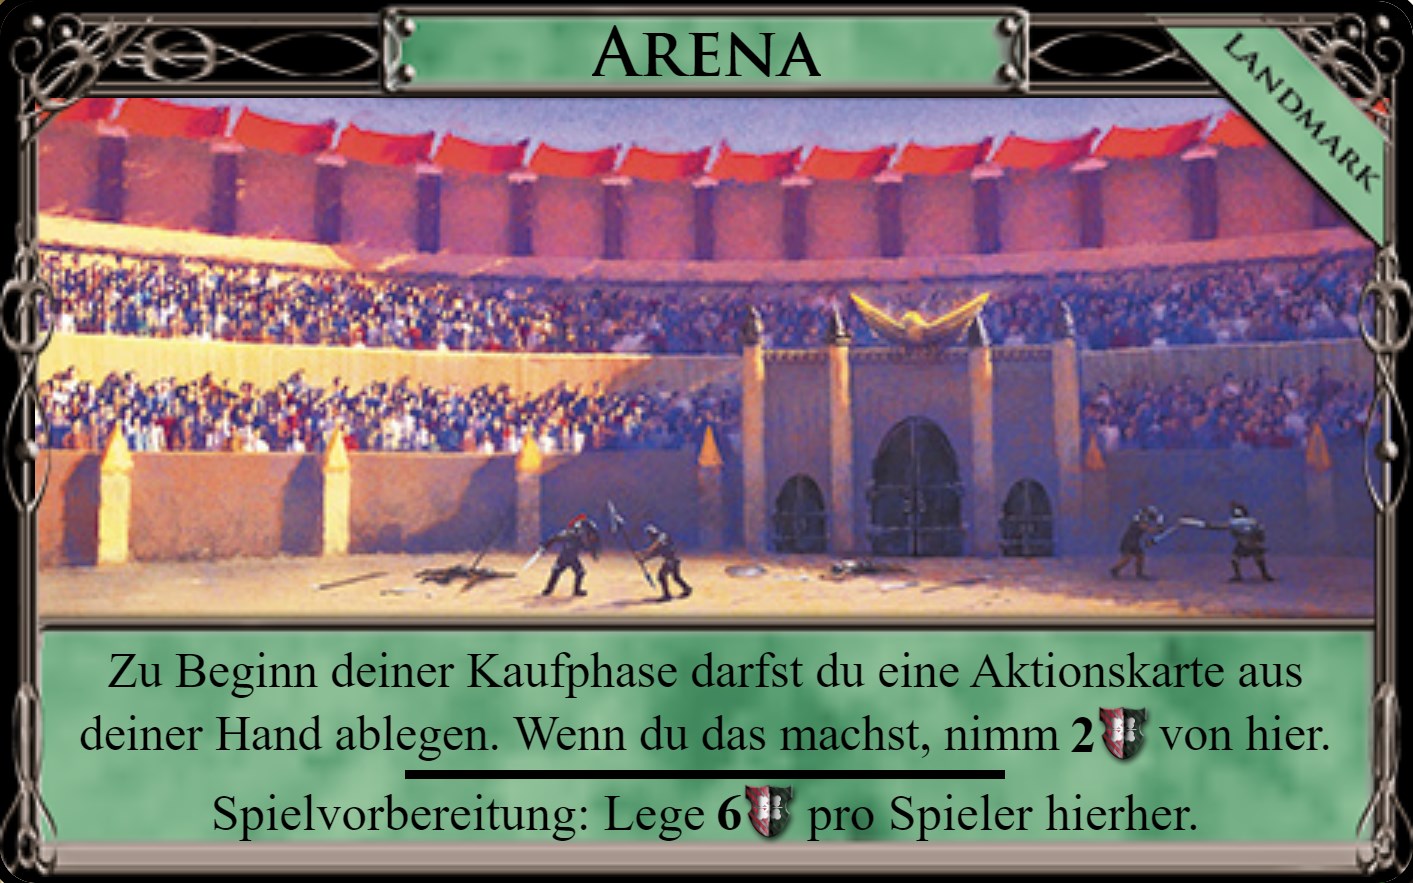 ARENA
LANDMARK
Zu Beginn deiner Kaufphase darfst du eine Aktionskarte aus
deiner Hand ablegen. Wenn du das machst, nimm 2 von hier.
Spielvorbereitung: Lege 6 pro Spieler hierher.